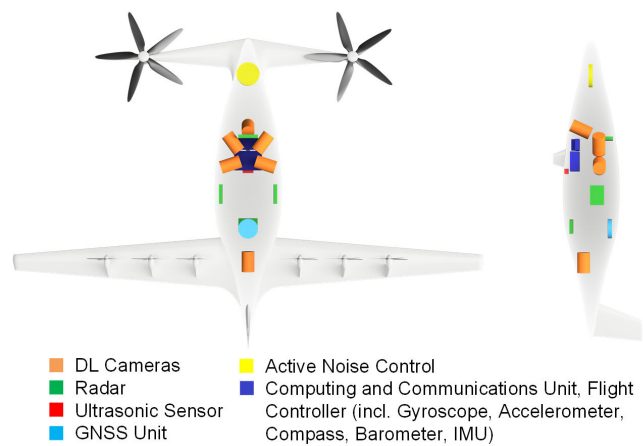 DL Cameras
Radar
Ultrasonic Sensor
GNSS Unit
Active Noise Control
Computing and Communications Unit, Flight
Controller (incl. Gyroscope, Accelerometer,
Compass, Barometer, IMU)